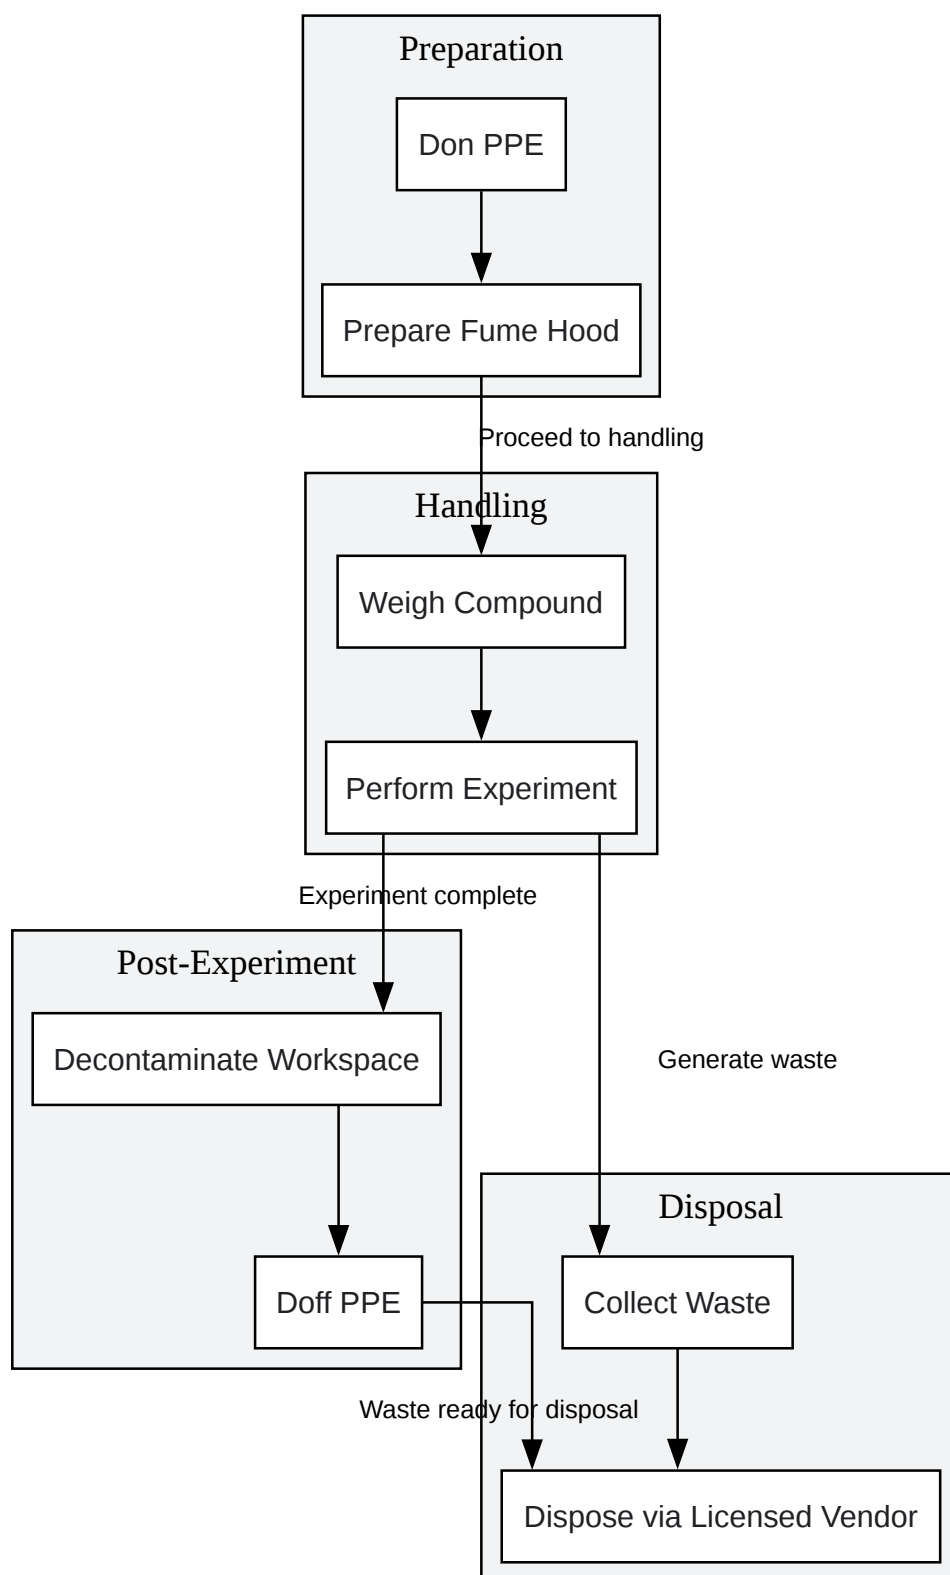 Preparation
Don PPE
Prepare Fume Hood
Proceed to handling
Handling
Weigh Compound
Perform Experiment
Experiment complete
Post-Experiment
Decontaminate Workspace
Generate waste
Disposal
Doff PPE
Collect Waste
Waste ready for disposal
Dispose via Licensed Vendor